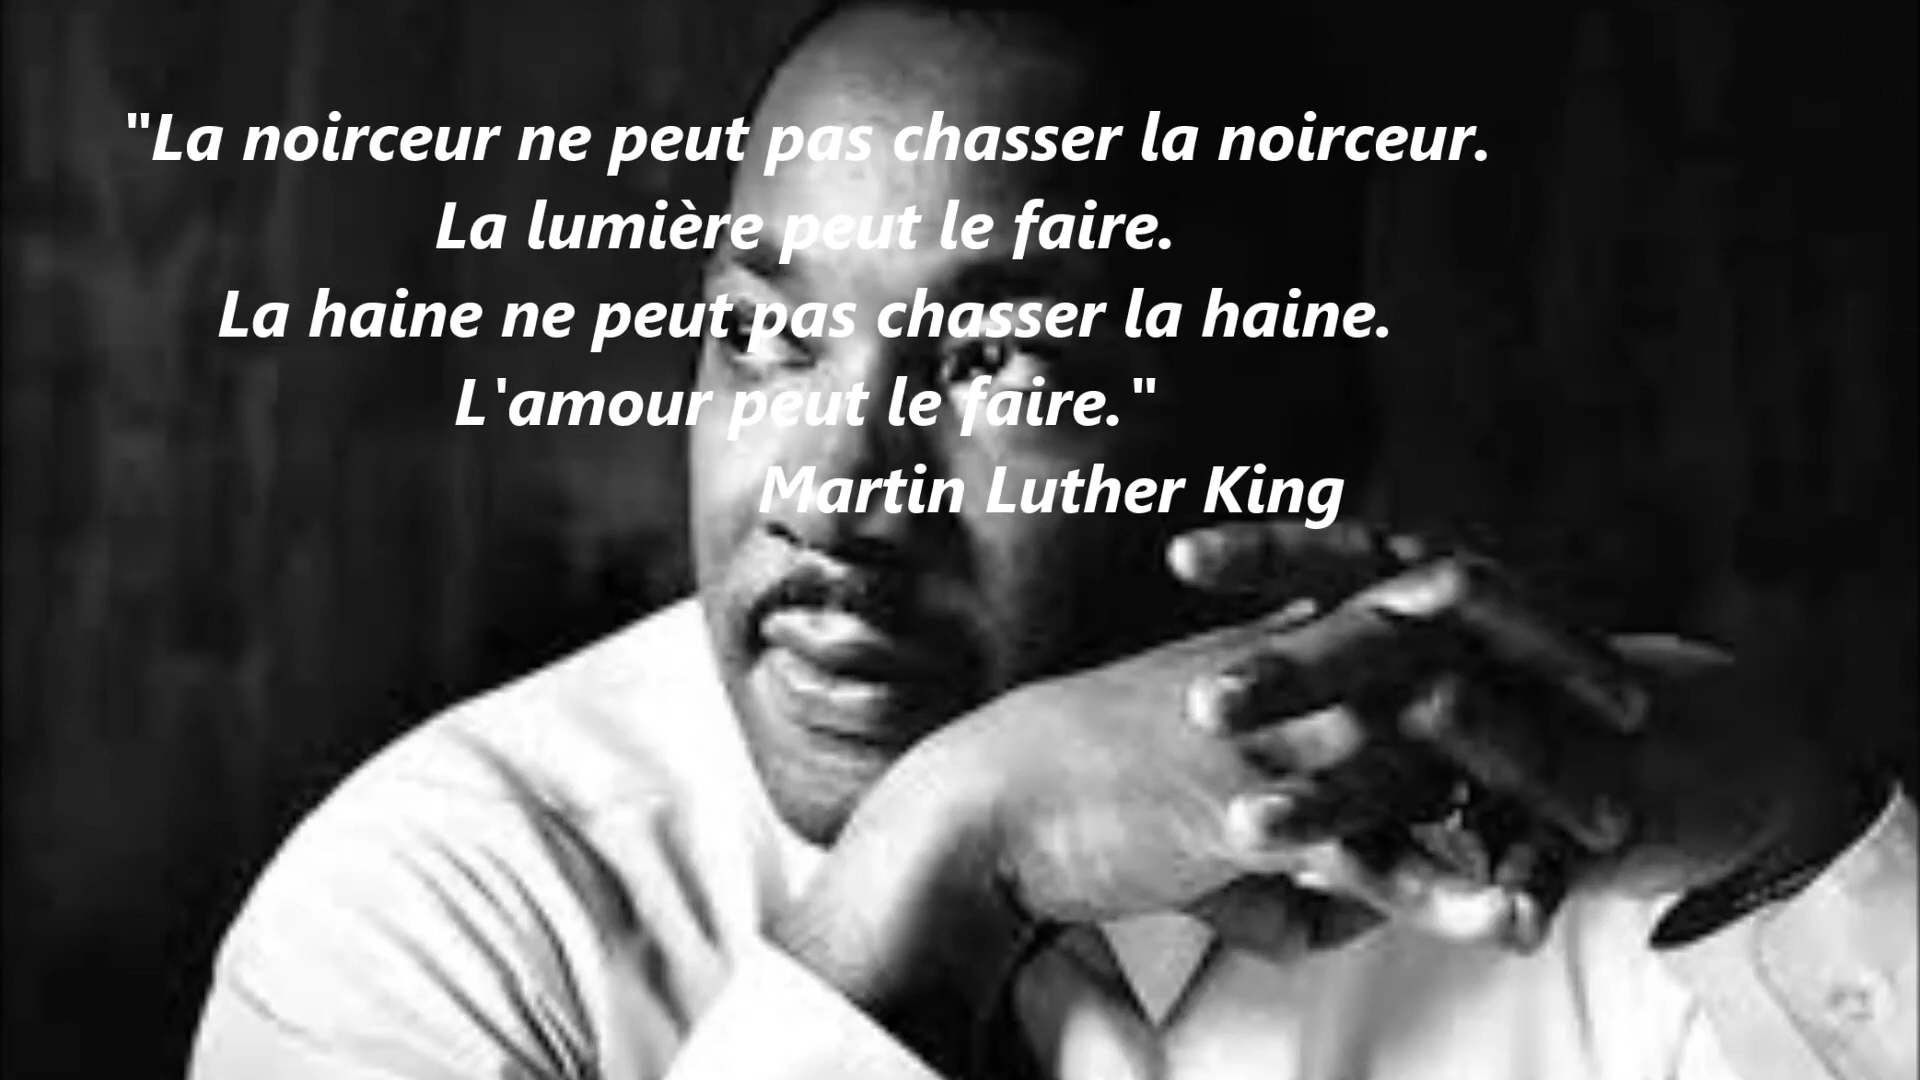 "La noirceur ne peut pas chasser la noirceur.
La lumière peut le faire.
La haine ne peut pas chasser la haine.
L'amour peut le faire."
Martin Luther King